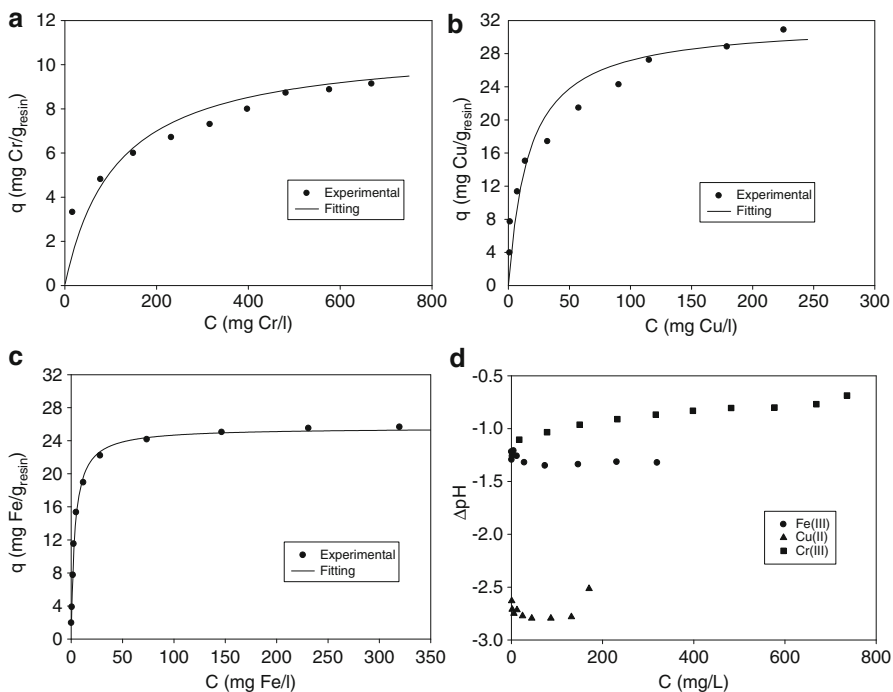 a
12
10
8
6
4
2
0
q (mg Cr/g_resin)
Experimental
Fitting
0 200 400 600 800
C (mg Cr/l)
b
32
28
24
20
16
12
8
4
0
q (mg Cu/g_resin)
Experimental
Fitting
0 50 100 150 200 250 300
C (mg Cu/l)
c
32
28
24
20
16
12
8
4
0
q (mg Fe/g_resin)
Experimental
Fitting
0 50 100 150 200 250 300 350
C (mg Fe/l)
d
-0.5
-1.0
-1.5
-2.0
-2.5
-3.0
ΔpH
Fe(III)
Cu(II)
Cr(III)
0 200 400 600 800
C (mg/L)